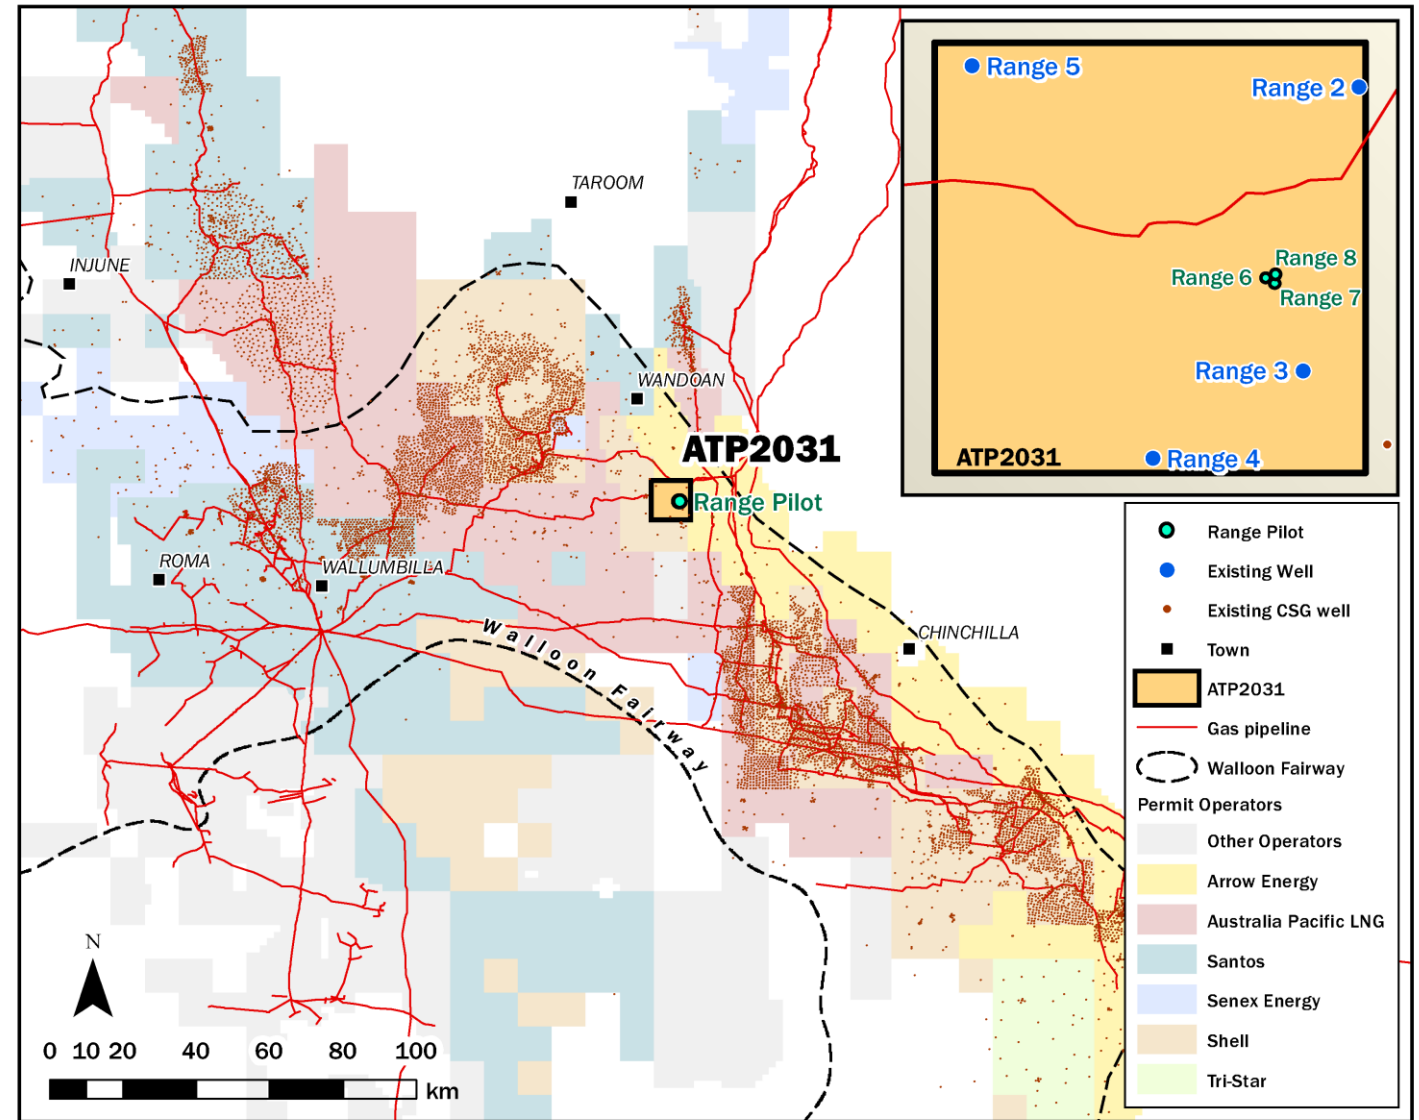 Range 5
Range 2
Range 8
Range 6
Range 7
Range 3
Range 4
ATP2031
TAROOM
INJUNE
WANDOAN
ATP2031
Range Pilot
ROMA
WALLUMBILLA
CHINCHILLA
Walloon Fairway
N
0 10 20 40 60 80 100
km
Range Pilot
Existing Well
Existing CSG well
Town
ATP2031
Gas pipeline
Walloon Fairway
Permit Operators
Other Operators
Arrow Energy
Australia Pacific LNG
Santos
Senex Energy
Shell
Tri-Star